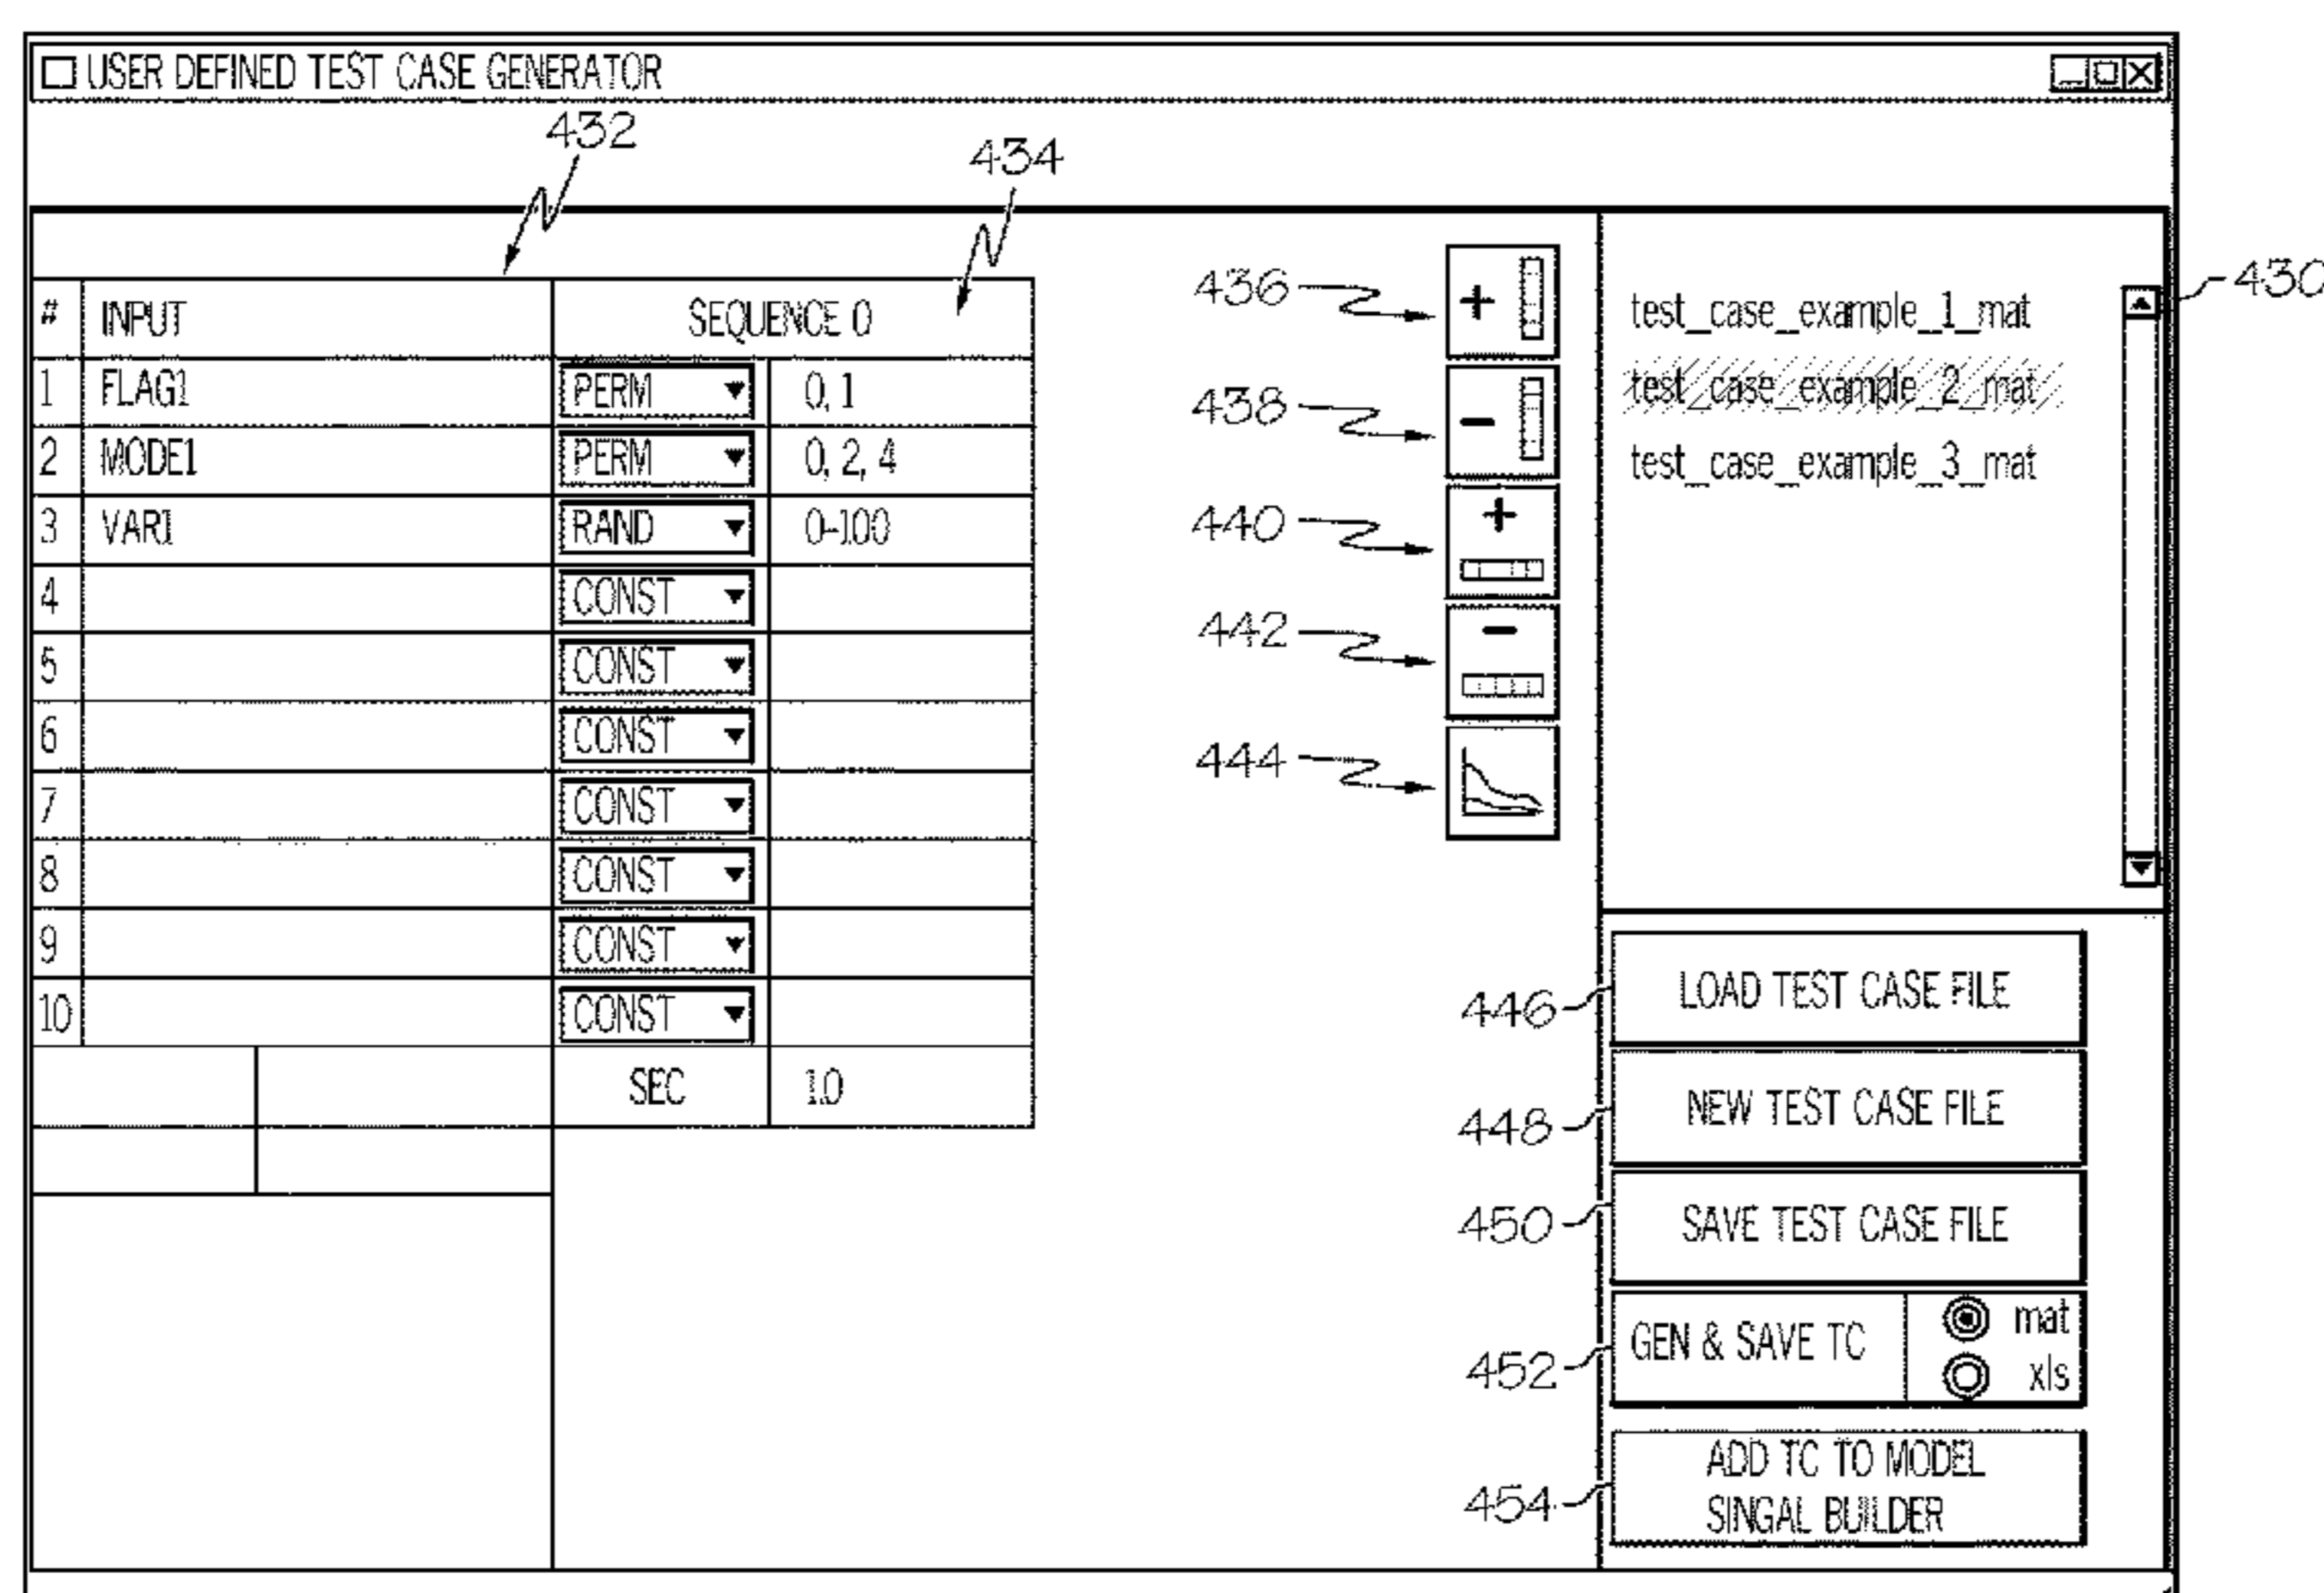 USER DEFINED TEST CASE GENERATOR
432
434
430
# INPUT SEQUENCE 0
1 FLAG1 PERM 0, 1
2 MODE1 PERM 0, 2, 4
3 VAR1 RAND 0-100
4 CONST
5 CONST
6 CONST
7 CONST
8 CONST
9 CONST
10 CONST
SEC 1.0
436
438
440
442
444
test_case_example_1_mat
test_case_example_2_mat
test_case_example_3_mat
446 LOAD TEST CASE FILE
448 NEW TEST CASE FILE
450 SAVE TEST CASE FILE
452 GEN & SAVE TC mat
xls
454 ADD TC TO MODEL
SINGAL BUILDER